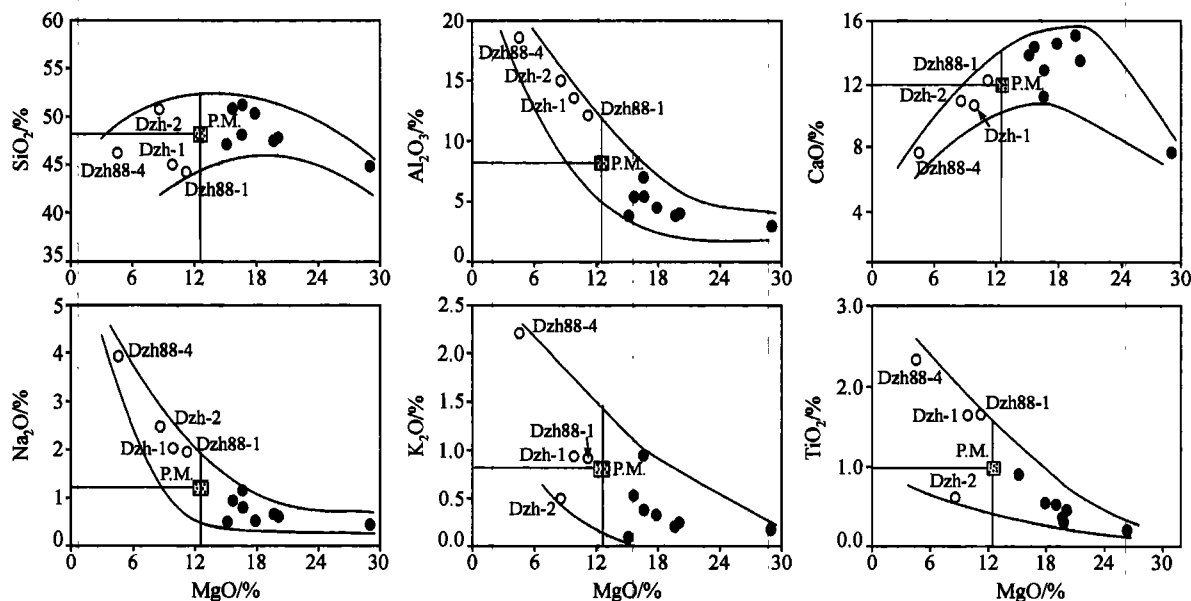 SiO₂/%
65
60
55
50
45
40
35
0 6 12 18 24 30
Dzh-2
P.M.
Dzh-1
Dzh88-4
Dzh88-1
Al₂O₃/%
20
15
10
5
0
0 6 12 18 24 30
Dzh88-4
Dzh-2
Dzh-1
Dzh88-1
P.M.
CaO/%
16
12
8
4
0 6 12 18 24 30
Dzh88-1
P.M.
Dzh-2
Dzh-1
Dzh88-4
Na₂O/%
5
4
3
2
1
0
0 6 12 18 24 30
MgO/%
Dzh88-4
Dzh-2
Dzh-1
Dzh88-1
P.M.
K₂O/%
2.5
2.0
1.5
1.0
0.5
0.0
0 6 12 18 24 30
MgO/%
Dzh88-4
Dzh88-1
Dzh-1
P.M.
Dzh-2
TiO₂/%
3.0
2.0
1.0
0.0
0 6 12 18 24 30
MgO/%
Dzh88-4
Dzh88-1
Dzh-1
P.M.
Dzh-2